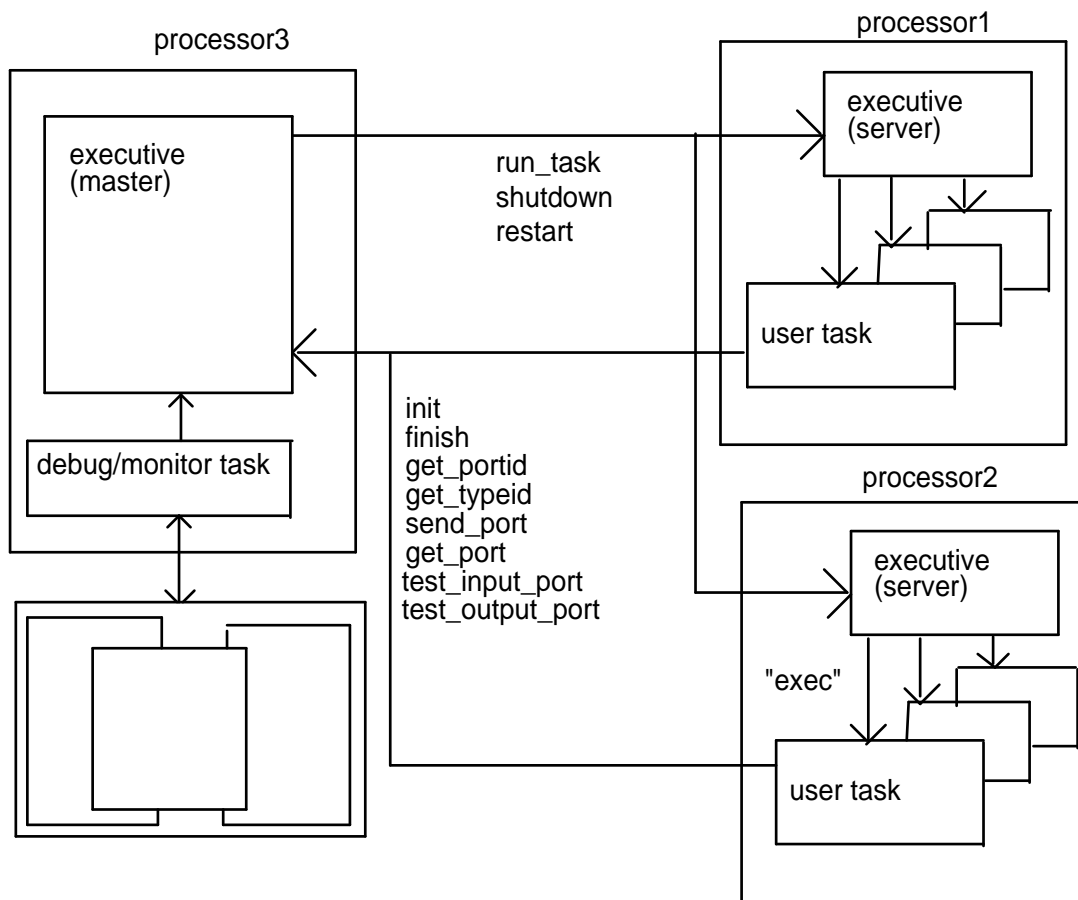 processor3
processor1
executive
(master)
executive
(server)
run_task
shutdown
restart
user task
init
finish
get_portid
get_typeid
send_port
get_port
test_input_port
test_output_port
debug/monitor task
processor2
executive
(server)
"exec"
user task